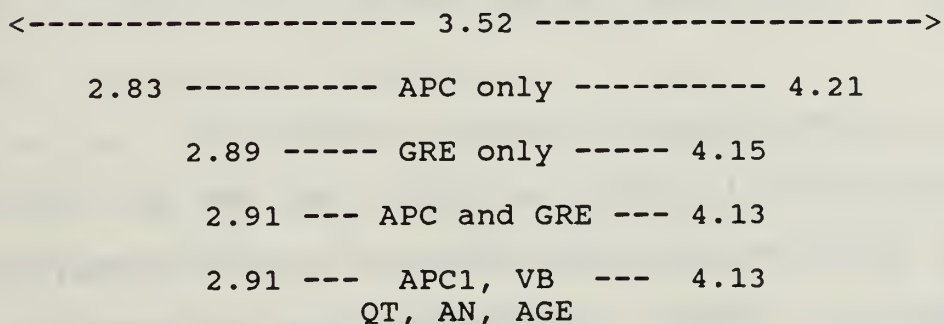 <--------------------- 3.52 --------------------->
2.83 ---------- APC only ---------- 4.21
2.89 ----- GRE only ----- 4.15
2.91 --- APC and GRE --- 4.13
2.91 --- APC1, VB --- 4.13
QT, AN, AGE